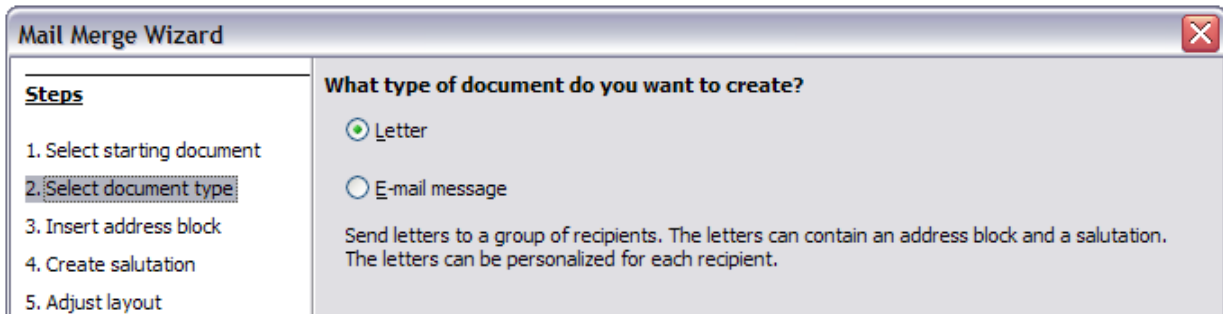 Mail Merge Wizard
Steps
1. Select starting document
2. Select document type
3. Insert address block
4. Create salutation
5. Adjust layout
What type of document do you want to create?
Letter
E-mail message
Send letters to a group of recipients. The letters can contain an address block and a salutation.
The letters can be personalized for each recipient.